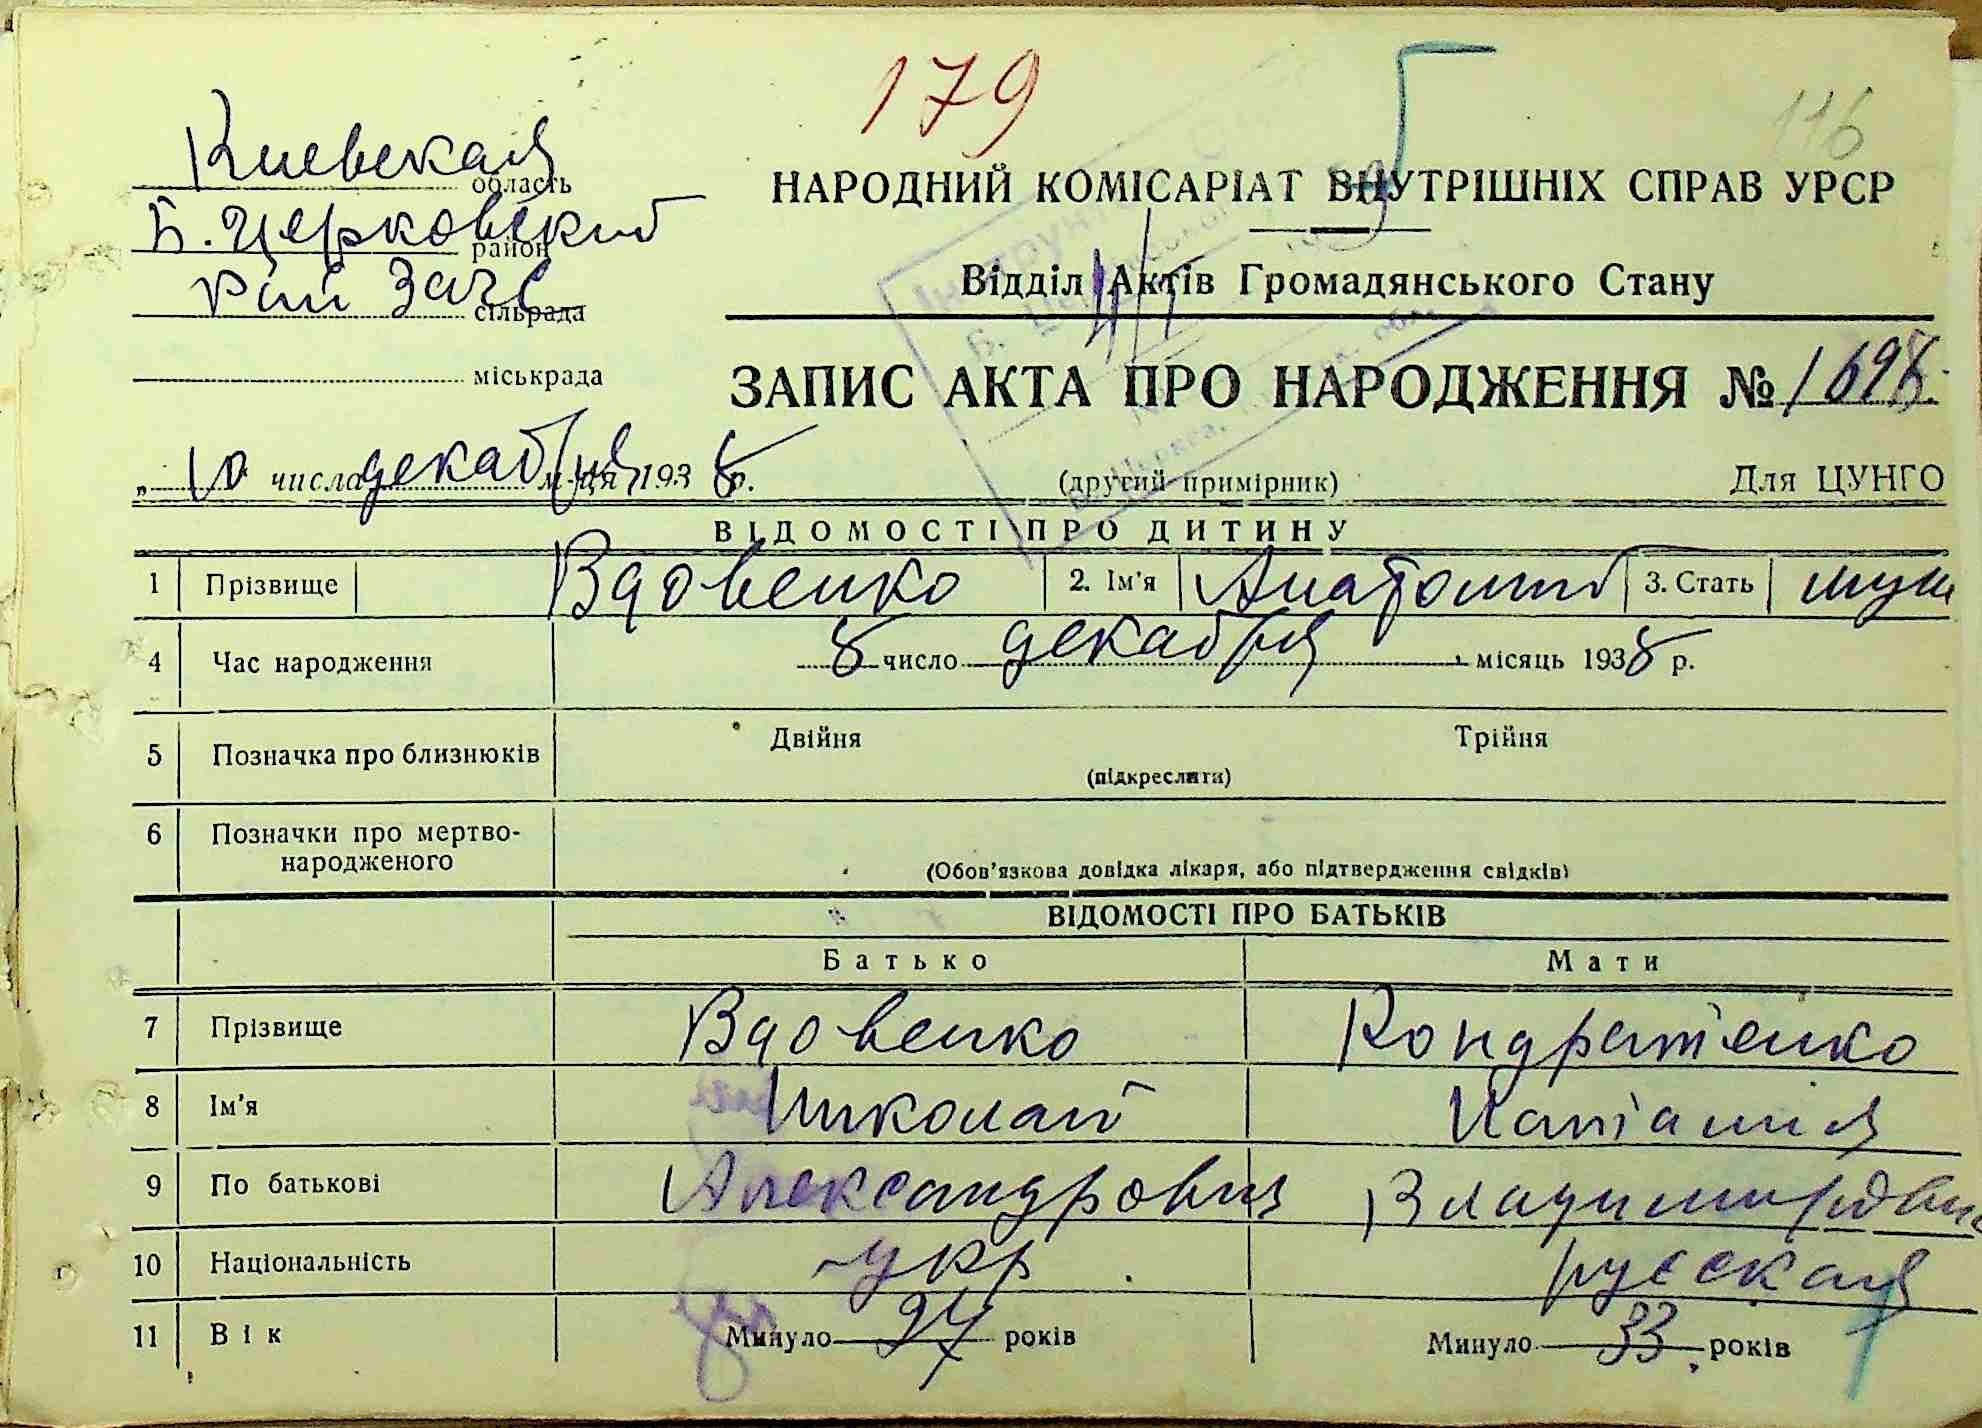 179
116
Киевская область
Б. Церковский район
Рай Загс сільрада
міськрада
НАРОДНИЙ КОМІСАРІАТ ВНУТРІШНІХ СПРАВ УРСР
Відділ Актів Громадянського Стану
ЗАПИС АКТА ПРО НАРОДЖЕННЯ №
„ 10 числа декабря м-ця 1938 р. (другий примірник) Для ЦУНГО
ВІДОМОСТІ ПРО ДИТИНУ
1 Прізвище Вдовенко 2. Ім'я Анатолий 3. Стать муж
4 Час народження 8 число декабря місяць 1938 р.
5 Позначка про близнюків Двійня Трійня
(підкреслити)
6 Позначки про мертво-
народженого
(Обов'язкова довідка лікаря, або підтвердження свідків)
ВІДОМОСТІ ПРО БАТЬКІВ
Батько Мати
7 Прізвище Вдовенко Кондратенко
8 Ім'я Николай
9 По батькові Александрович Владимировна
10 Національність укр русская
11 Вік Минуло років Минуло 33 років